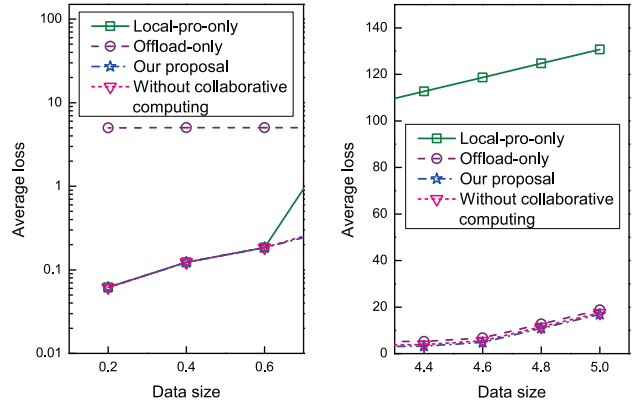 100
10
1
0.1
0.01
Average loss
Local-pro-only
Offload-only
Our proposal
Without collaborative
computing
0.2 0.4 0.6
Data size
140
120
100
80
60
40
20
0
Average loss
Local-pro-only
Offload-only
Our proposal
Without collaborative
computing
4.4 4.6 4.8 5.0
Data size